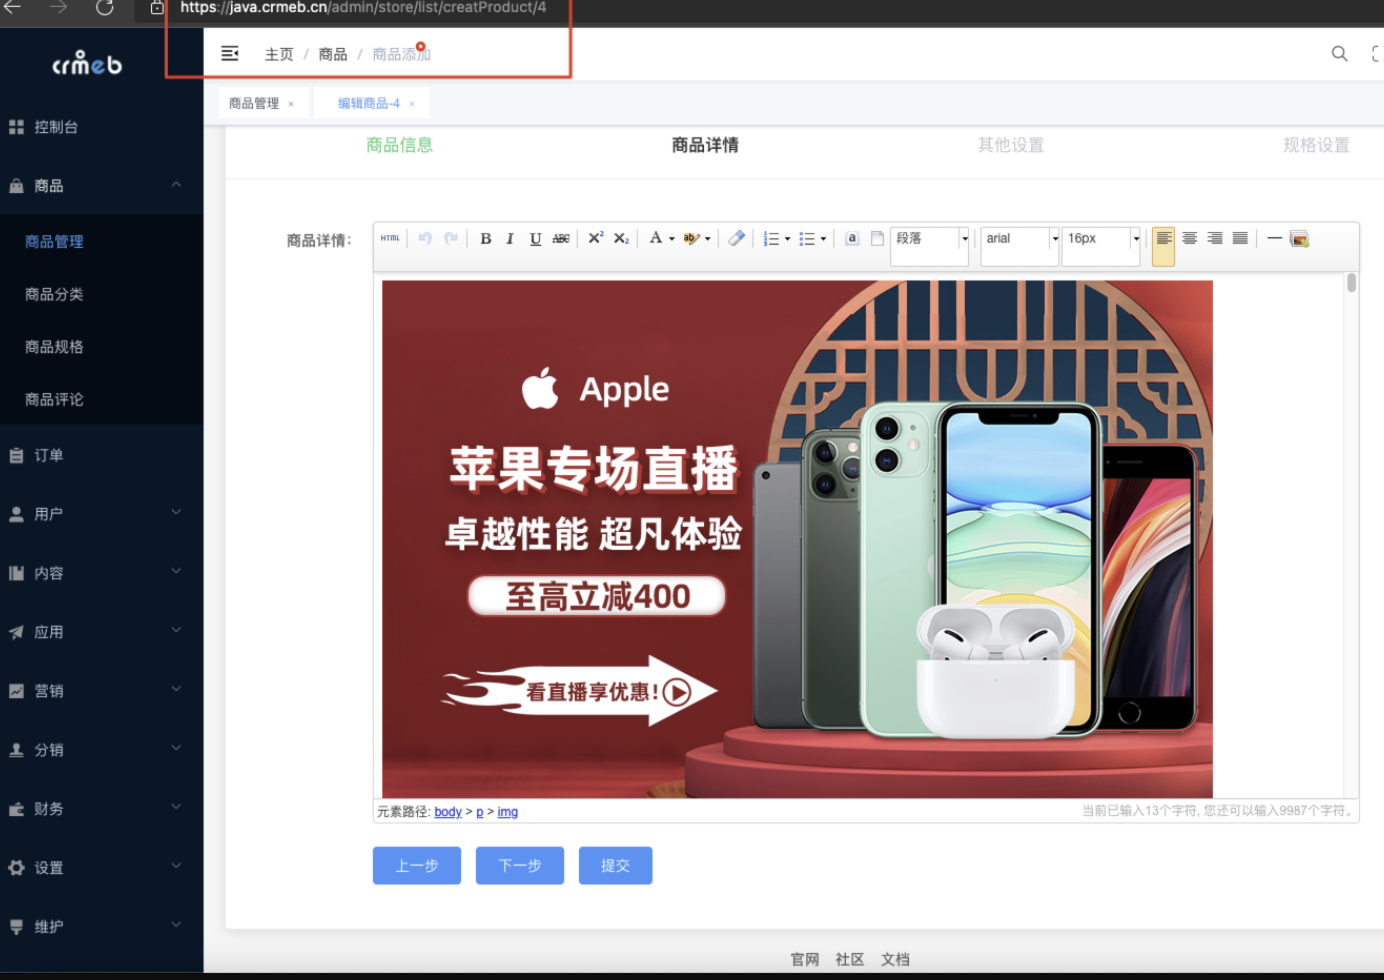 https://java.crmeb.cn/admin/store/list/creatProduct/4
crmeb
主页 / 商品 / 商品添加
商品管理 ×
编辑商品-4 ×
控制台
商品
商品管理
商品分类
商品规格
商品评论
订单
用户
内容
应用
营销
分销
财务
设置
维护
商品信息
商品详情
其他设置
规格设置
商品详情：
HTML B I U ABC X² X₂ A ab a 段落 arial 16px
Apple
苹果专场直播
卓越性能 超凡体验
至高立减400
看直播享优惠!
元素路径: body > p > img
当前已输入13个字符, 您还可以输入9987个字符。
上一步
下一步
提交
官网 社区 文档